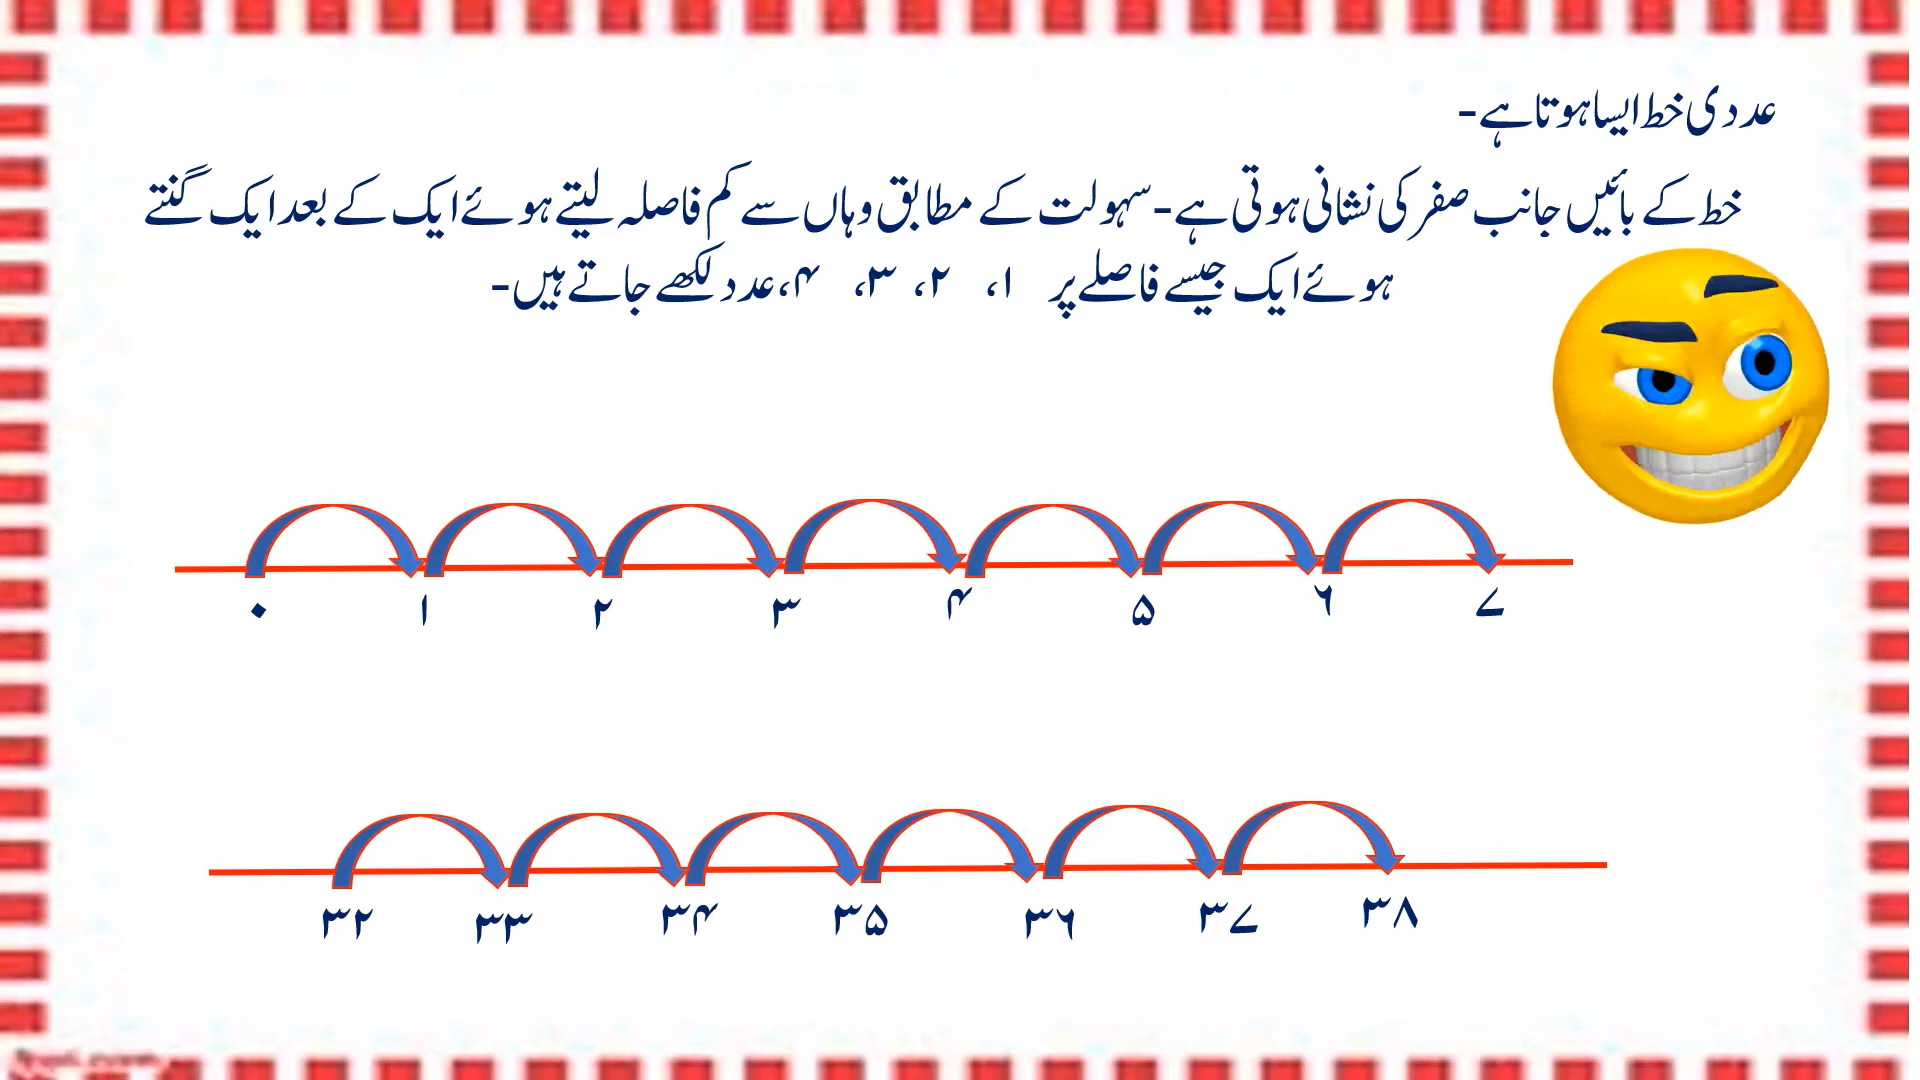 عددی خط ایسا ہوتا ہے-
خط کے بائیں جانب صفر کی نشانی ہوتی ہے-سہولت کے مطابق وہاں سے کم فاصلہ لیتے ہوئے ایک کے بعد ایک گنتے
ہوئے ایک جیسے فاصلے پر ۱، ۲، ۳، ۴، عدد لکھے جاتے ہیں-
۰ ۱ ۲ ۳ ۴ ۵ ۶ ۷
۳۲ ۳۳ ۳۴ ۳۵ ۳۶ ۳۷ ۳۸